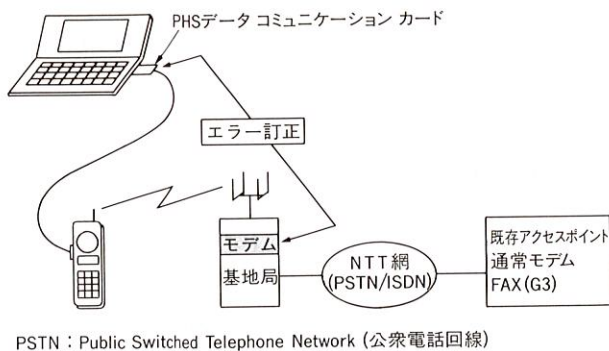 PHSデータ コミュニケーション カード
エラー訂正
モデム
基地局
NTT網
(PSTN/ISDN)
既存アクセスポイント
通常モデム
FAX(G3)
PSTN：Public Switched Telephone Network (公衆電話回線)